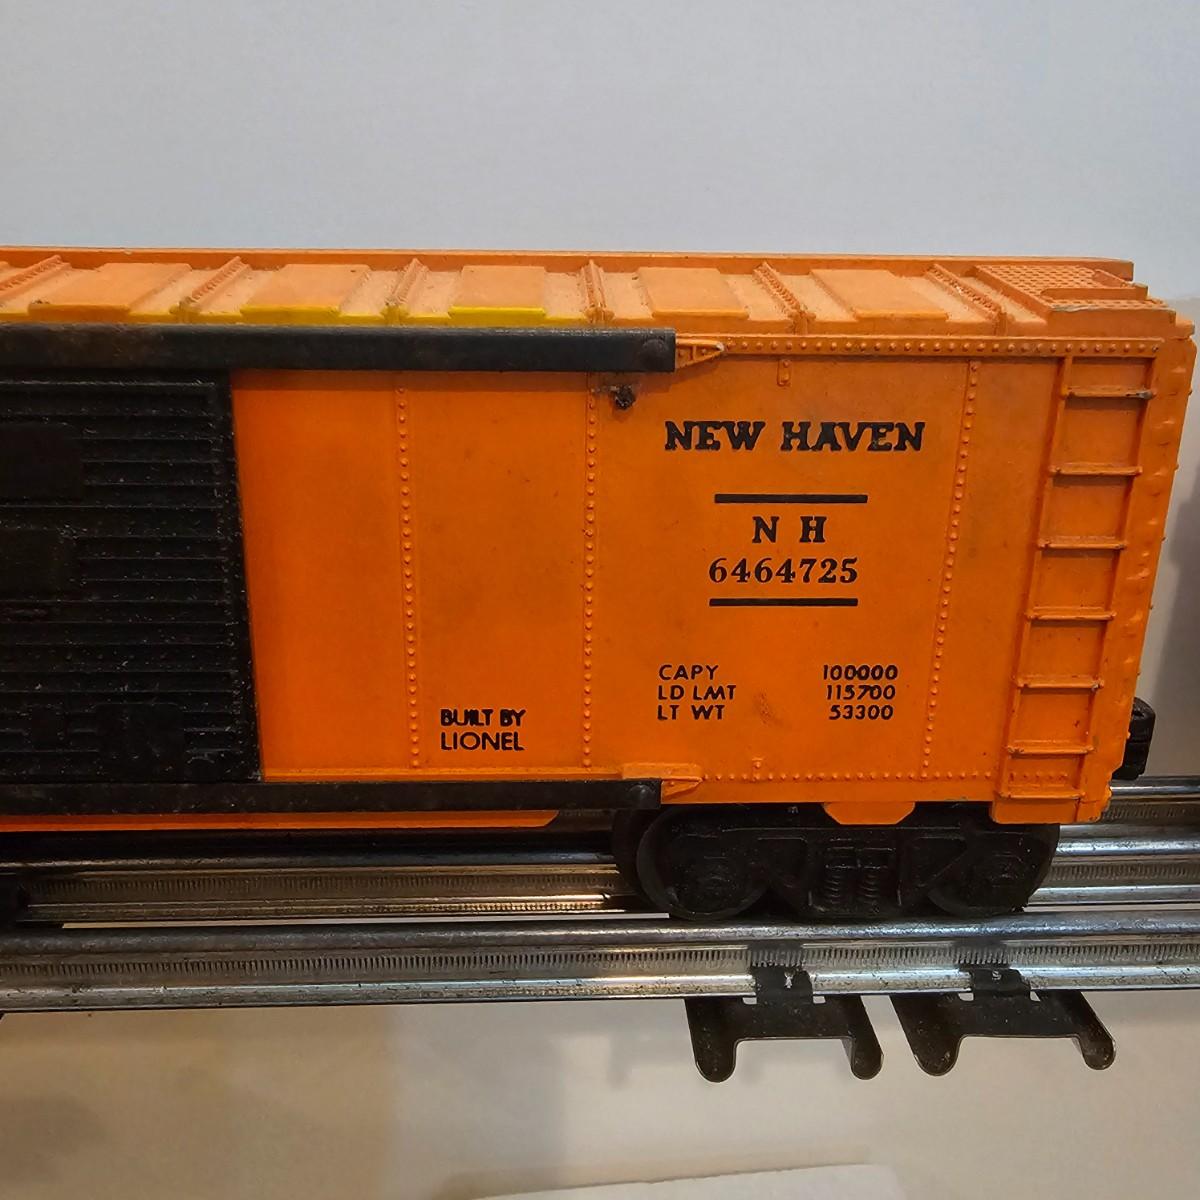 NEW HAVEN
N H
6464725
CAPY 100000
LD LMT 115700
LT WT 53300
BUILT BY
LIONEL